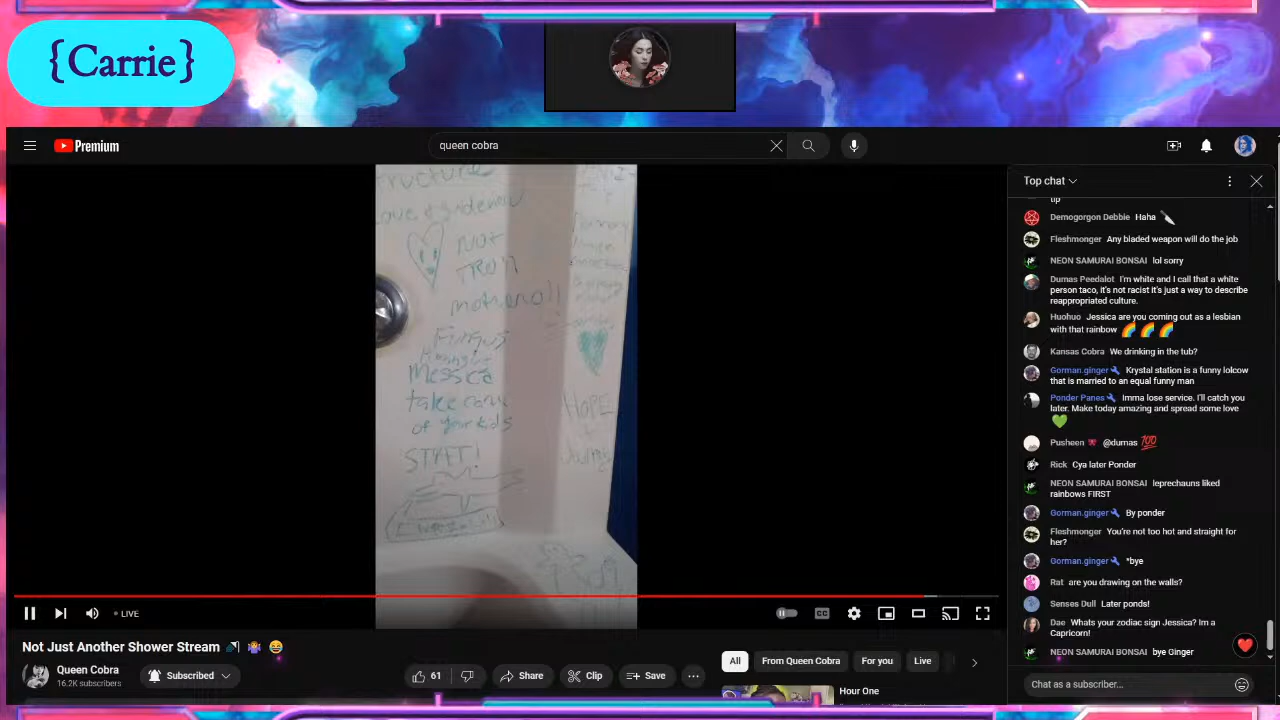 {Carrie}
Premium
queen cobra
Top chat
tip
Demogorgon Debbie Haha
Fleshmonger Any bladed weapon will do the job
NEON SAMURAI BONSAI lol sorry
Dumas Peedalot I'm white and I call that a white
person taco, it's not racist it's just a way to describe
reappropriated culture.
Huohuo Jessica are you coming out as a lesbian
with that rainbow 🌈 🌈 🌈
Kansas Cobra We drinking in the tub?
Gorman.ginger Krystal station is a funny lolcow
that is married to an equal funny man
Ponder Panes Imma lose service. I'll catch you
later. Make today amazing and spread some love
💚
Pusheen @dumas 💯
Rick Cya later Ponder
NEON SAMURAI BONSAI leprechauns liked
rainbows FIRST
Gorman.ginger By ponder
Fleshmonger You're not too hot and straight for
her?
Gorman.ginger *bye
Rat are you drawing on the walls?
Senses Dull Later ponds!
Dae Whats your zodiac sign Jessica? Im a
Capricorn!
NEON SAMURAI BONSAI bye Ginger
Chat as a subscriber...
NOT
FROM
Fungus
Messca
take care
of your kids
STAT!
HOPE
LIVE
CC
Not Just Another Shower Stream 🚿 🤷‍♀️ 😂
Queen Cobra
16.2K subscribers
Subscribed
61
Share
Clip
Save
All
From Queen Cobra
For you
Live
Hour One